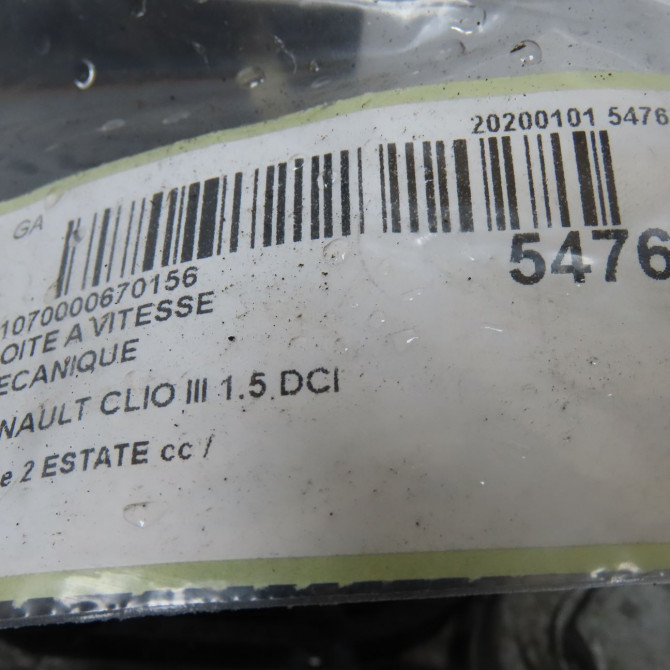 20200101 5476
GA
5476
1070000670156
OITE A VITESSE
ECANIQUE
NAULT CLIO III 1.5 DCI
e 2 ESTATE cc /